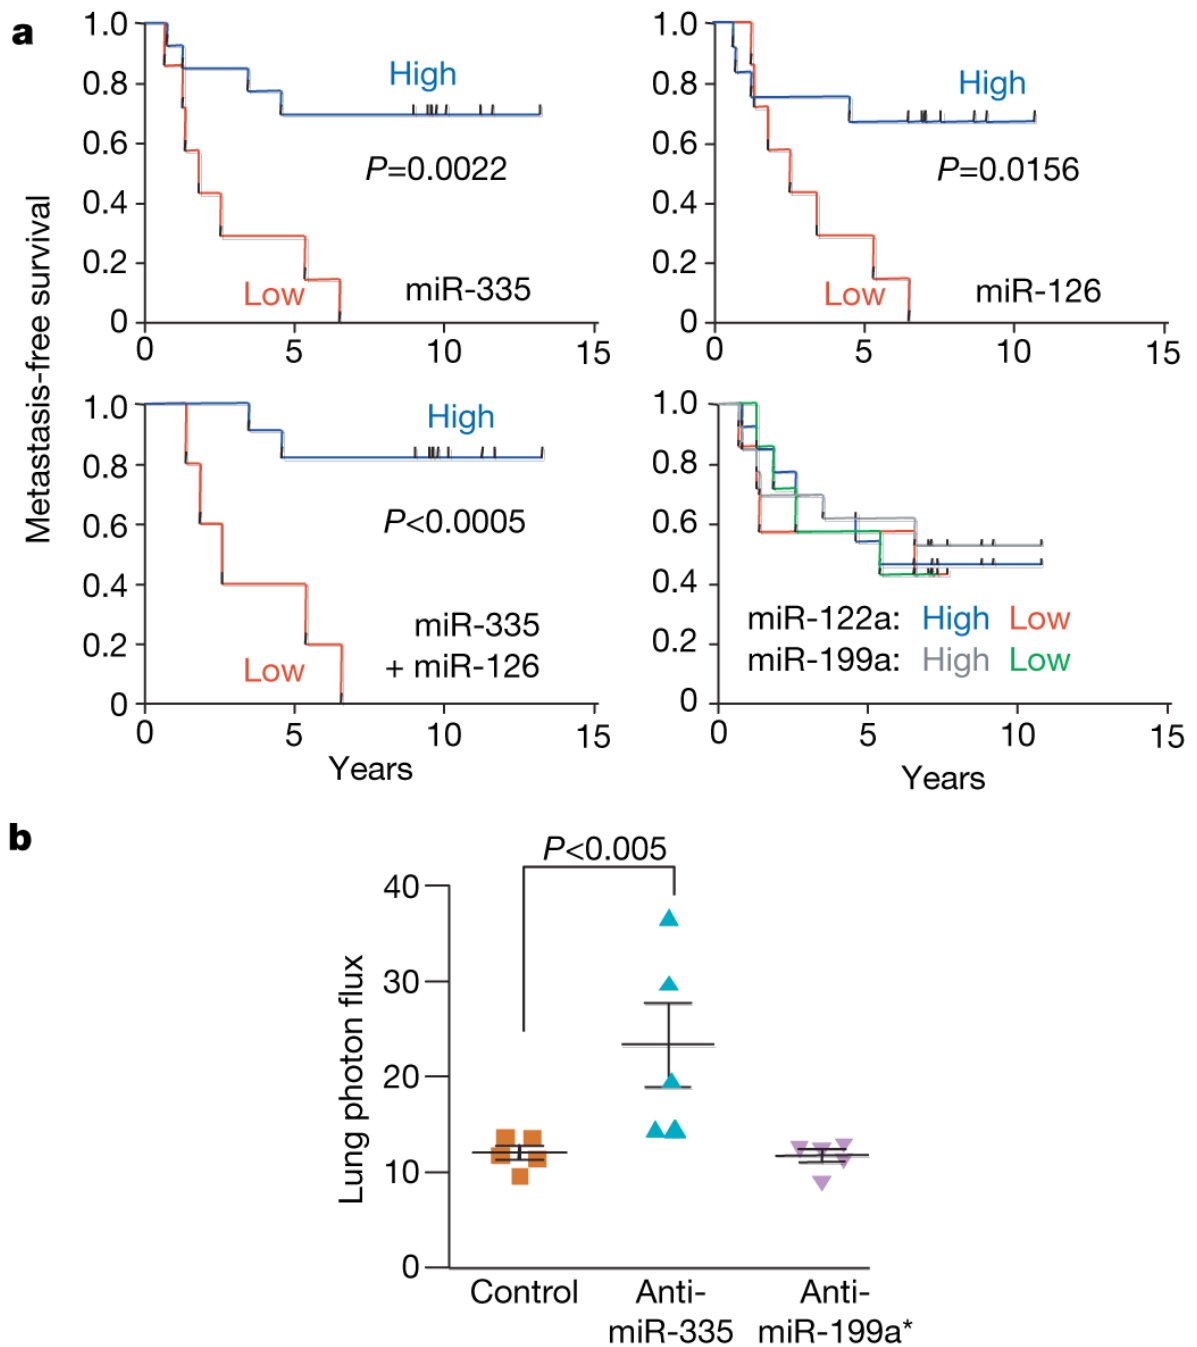 a
Metastasis-free survival
1.0
0.8
0.6
0.4
0.2
0
0 5 10 15
High
P=0.0022
Low
miR-335
1.0
0.8
0.6
0.4
0.2
0
0 5 10 15
High
P=0.0156
Low
miR-126
1.0
0.8
0.6
0.4
0.2
0
0 5 10 15
High
P<0.0005
miR-335
+ miR-126
Low
Years
1.0
0.8
0.6
0.4
0.2
0
0 5 10 15
miR-122a: High Low
miR-199a: High Low
Years
b
P<0.005
Lung photon flux
40
30
20
10
0
Control
Anti-
miR-335
Anti-
miR-199a*